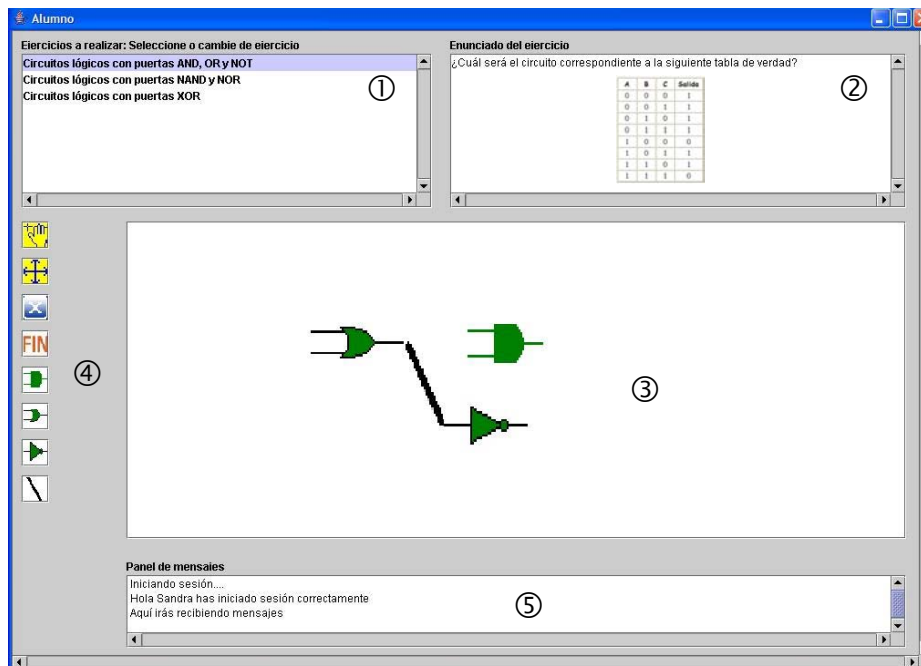 Alumno
Eiercicios a realizar: Seleccione o cambie de eiercicio
Circuitos lógicos con puertas AND, OR y NOT
Circuitos lógicos con puertas NAND y NOR
Circuitos lógicos con puertas XOR
①
Enunciado del eiercicio
¿Cuál será el circuito correspondiente a la siguiente tabla de verdad?
A B C Salida
0 0 0 1
0 0 1 1
0 1 0 1
0 1 1 1
1 0 0 0
1 0 1 1
1 1 0 1
1 1 1 0
②
FIN
④
③
Panel de mensaies
Iniciando sesión....
Hola Sandra has iniciado sesión correctamente
Aquí irás recibiendo mensajes
⑤